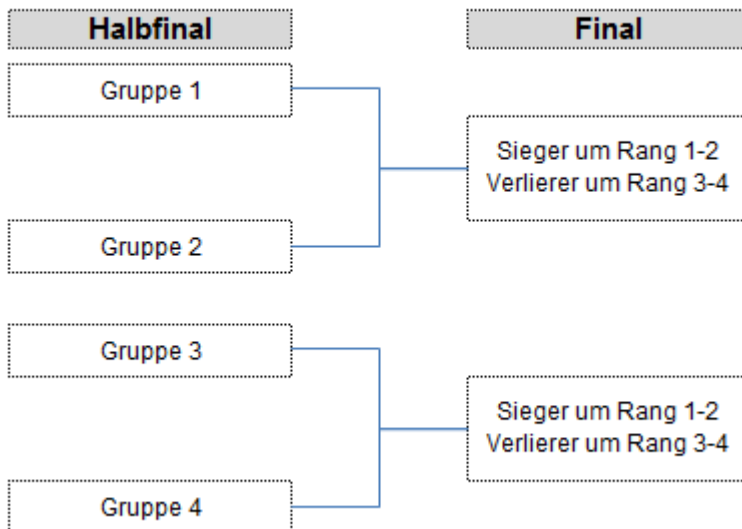 Halbfinal
Final
Gruppe 1
Sieger um Rang 1-2
Verlierer um Rang 3-4
Gruppe 2
Gruppe 3
Sieger um Rang 1-2
Verlierer um Rang 3-4
Gruppe 4